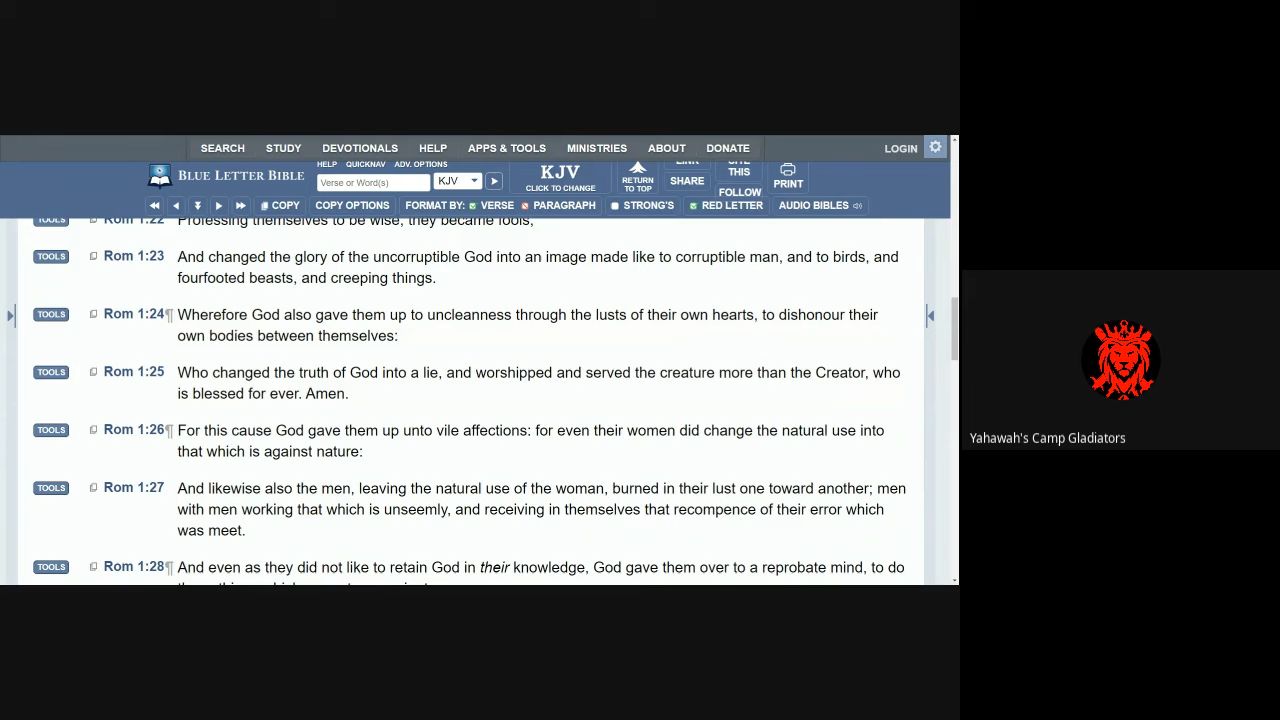 SEARCH STUDY DEVOTIONALS HELP APPS & TOOLS MINISTRIES ABOUT DONATE LOGIN
BLUE LETTER BIBLE
HELP QUICKNAV ADV. OPTIONS
Verse or Word(s) KJV
KJV
CLICK TO CHANGE
RETURN
TO TOP
LINK
SHARE
CITE
THIS
FOLLOW
PRINT
COPY COPY OPTIONS FORMAT BY: VERSE PARAGRAPH STRONG'S RED LETTER AUDIO BIBLES
TOOLS Rom 1:22 Professing themselves to be wise, they became fools,
TOOLS Rom 1:23 And changed the glory of the uncorruptible God into an image made like to corruptible man, and to birds, and
fourfooted beasts, and creeping things.
TOOLS Rom 1:24¶ Wherefore God also gave them up to uncleanness through the lusts of their own hearts, to dishonour their
own bodies between themselves:
TOOLS Rom 1:25 Who changed the truth of God into a lie, and worshipped and served the creature more than the Creator, who
is blessed for ever. Amen.
TOOLS Rom 1:26¶ For this cause God gave them up unto vile affections: for even their women did change the natural use into
that which is against nature:
TOOLS Rom 1:27 And likewise also the men, leaving the natural use of the woman, burned in their lust one toward another; men
with men working that which is unseemly, and receiving in themselves that recompence of their error which
was meet.
TOOLS Rom 1:28¶ And even as they did not like to retain God in their knowledge, God gave them over to a reprobate mind, to do
Yahawah's Camp Gladiators